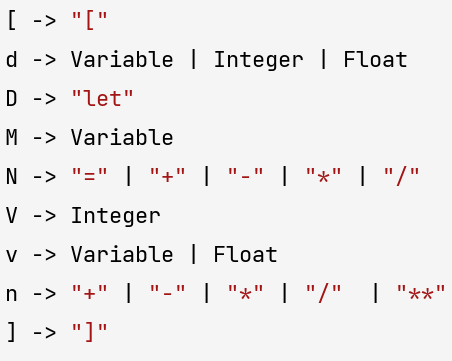 [ -> "["
d -> Variable | Integer | Float
D -> "let"
M -> Variable
N -> "=" | "+" | "-" | "*" | "/"
V -> Integer
v -> Variable | Float
n -> "+" | "-" | "*" | "/"  | "**"
] -> "]"